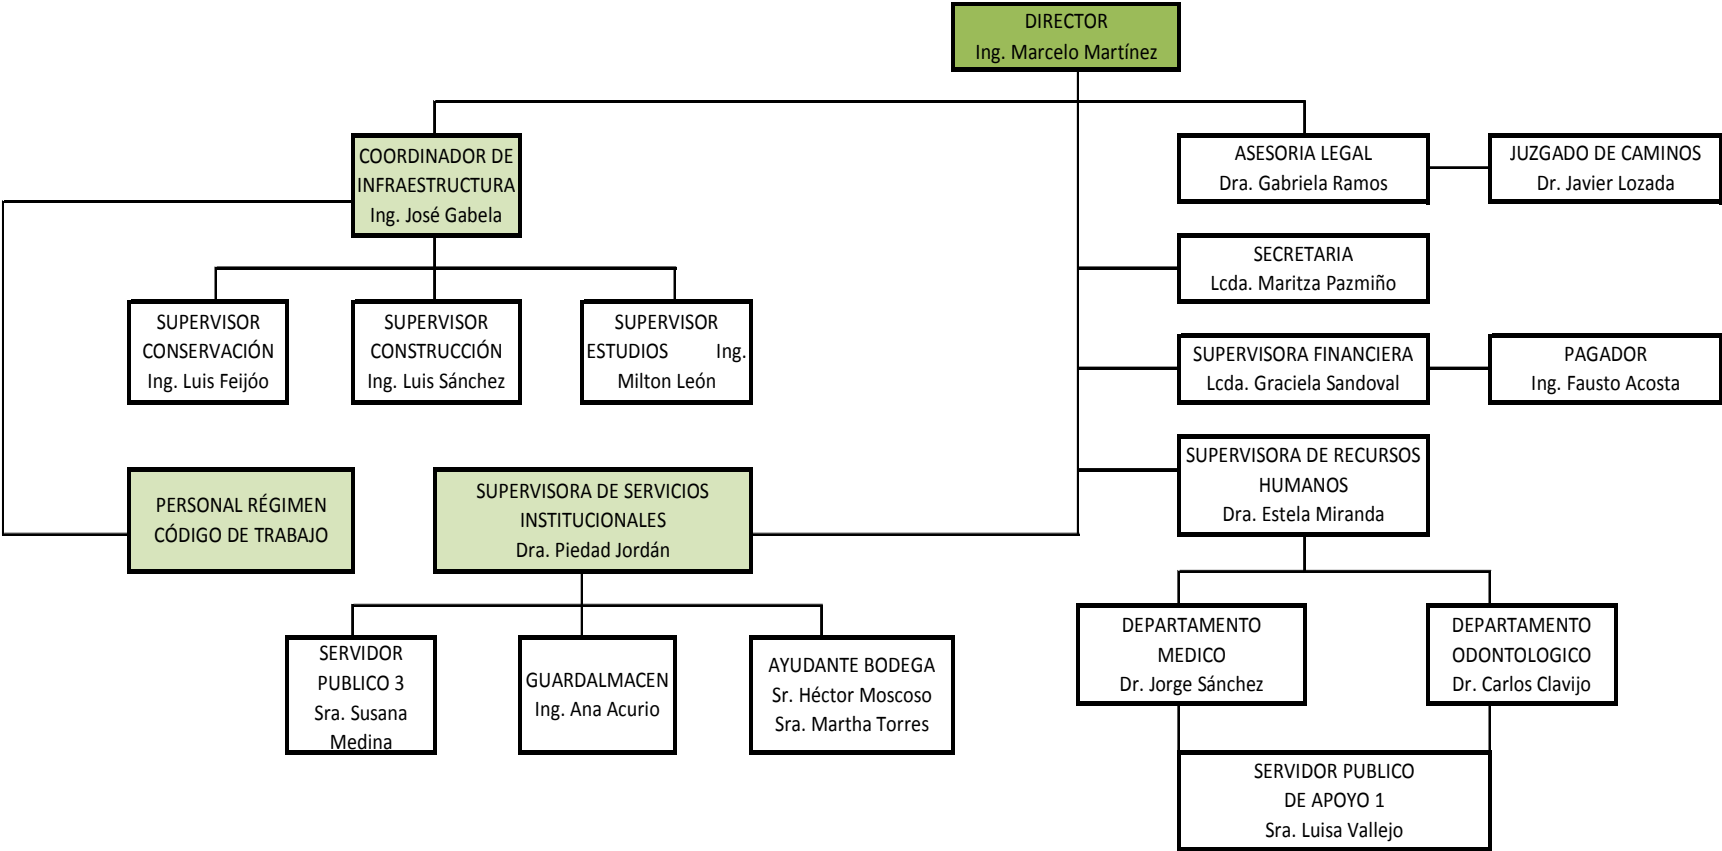 DIRECTOR
Ing. Marcelo Martínez
COORDINADOR DE
INFRAESTRUCTURA
Ing. José Gabela
ASESORIA LEGAL
Dra. Gabriela Ramos
JUZGADO DE CAMINOS
Dr. Javier Lozada
SECRETARIA
Lcda. Maritza Pazmiño
SUPERVISOR
CONSERVACIÓN
Ing. Luis Feijóo
SUPERVISOR
CONSTRUCCIÓN
Ing. Luis Sánchez
SUPERVISOR
ESTUDIOS Ing.
Milton León
SUPERVISORA FINANCIERA
Lcda. Graciela Sandoval
PAGADOR
Ing. Fausto Acosta
SUPERVISORA DE RECURSOS
HUMANOS
Dra. Estela Miranda
PERSONAL RÉGIMEN
CÓDIGO DE TRABAJO
SUPERVISORA DE SERVICIOS
INSTITUCIONALES
Dra. Piedad Jordán
SERVIDOR
PUBLICO 3
Sra. Susana
Medina
GUARDALMACEN
Ing. Ana Acurio
AYUDANTE BODEGA
Sr. Héctor Moscoso
Sra. Martha Torres
DEPARTAMENTO
MEDICO
Dr. Jorge Sánchez
DEPARTAMENTO
ODONTOLOGICO
Dr. Carlos Clavijo
SERVIDOR PUBLICO
DE APOYO 1
Sra. Luisa Vallejo